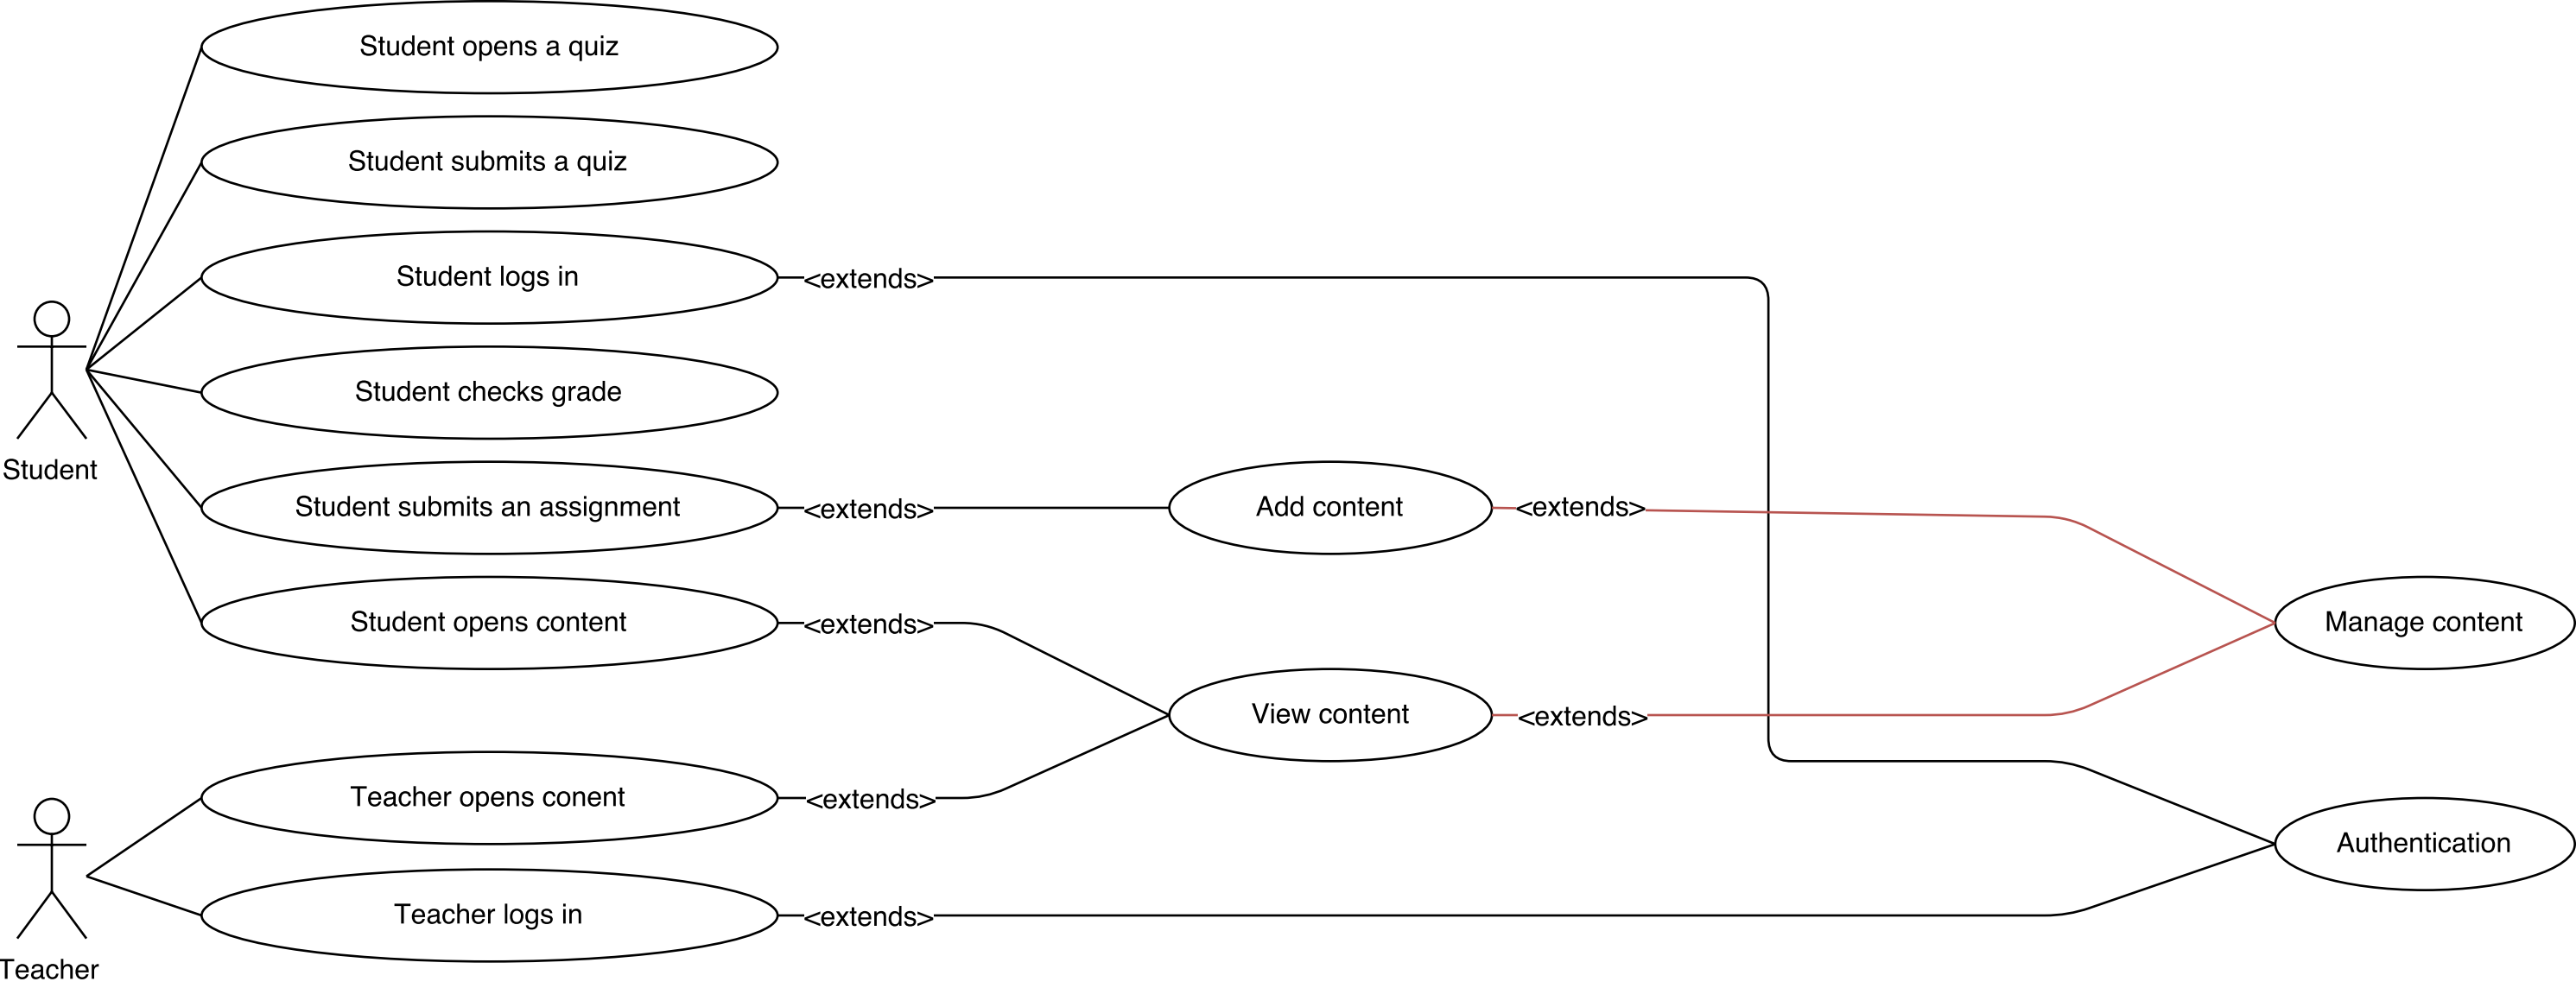 Student opens a quiz
Student submits a quiz
Student logs in
<extends>
Student checks grade
Student
Student submits an assignment
<extends>
Add content
<extends>
Student opens content
<extends>
Manage content
View content
<extends>
Teacher opens conent
<extends>
Authentication
Teacher logs in
<extends>
Teacher